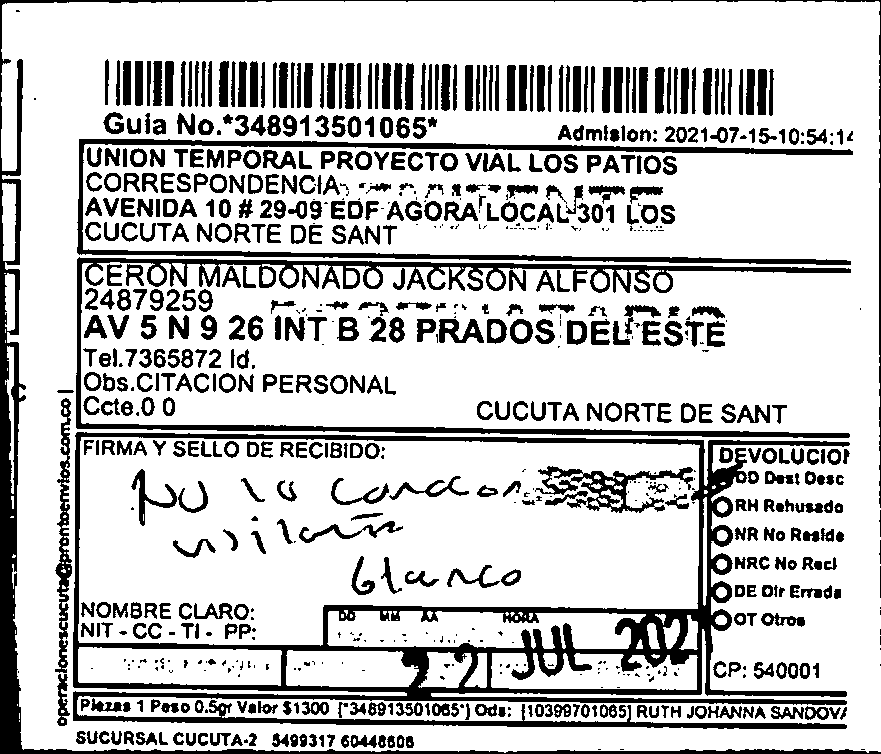 Guia No.*348913501065*
Admision: 2021-07-15-10:54:14
UNION TEMPORAL PROYECTO VIAL LOS PATIOS
CORRESPONDENCIA
AVENIDA 10 # 29-09 EDF AGORA LOCAL 301 LOS
CUCUTA NORTE DE SANT
CERON MALDONADO JACKSON ALFONSO
24879259
AV 5 N 9 26 INT B 28 PRADOS DEL ESTE
Tel.7365872 Id.
Obs.CITACION PERSONAL
Ccte.0 0
CUCUTA NORTE DE SANT
operacionescucuta@prontoenvios.com.co
FIRMA Y SELLO DE RECIBIDO:
No lo conocen
vigilante
blanco
NOMBRE CLARO:
NIT - CC - TI - PP:
DD MM AA HORA
22 JUL 202
DEVOLUCION
DD Dest Desc
RH Rehusado
NR No Reside
NRC No Recl
DE Dir Errada
OT Otros
CP: 540001
Piezas 1 Peso 0.5gr Valor $1300 [*348913501065*] Ods: [10399701065] RUTH JOHANNA SANDOVA
SUCURSAL CUCUTA-2 5499317 60448606